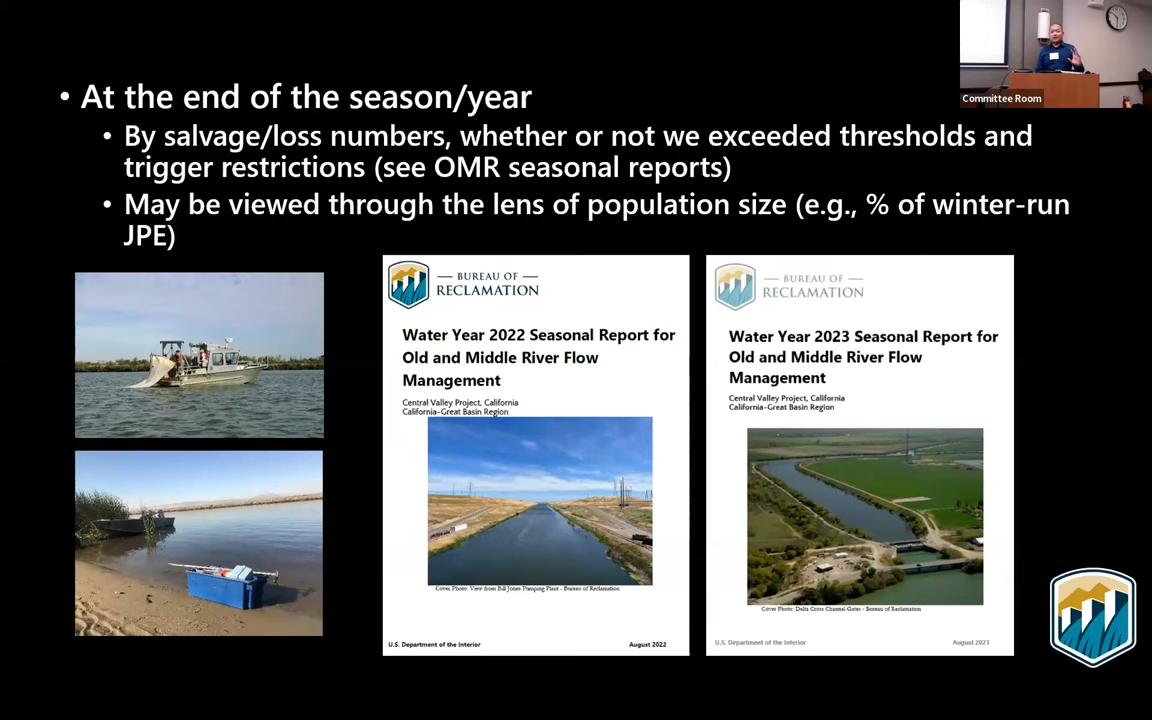 • At the end of the season/year
• By salvage/loss numbers, whether or not we exceeded thresholds and
trigger restrictions (see OMR seasonal reports)
• May be viewed through the lens of population size (e.g., % of winter-run
JPE)
Committee Room
— BUREAU OF —
RECLAMATION
Water Year 2022 Seasonal Report for
Old and Middle River Flow
Management
Central Valley Project, California
California-Great Basin Region
Cover Photo: View from Bill Jones Pumping Plant - Bureau of Reclamation
U.S. Department of the Interior
August 2022
— BUREAU OF —
RECLAMATION
Water Year 2023 Seasonal Report for
Old and Middle River Flow
Management
Central Valley Project, California
California-Great Basin Region
Cover Photo: Delta Cross Channel Gates - Bureau of Reclamation
U.S. Department of the Interior
August 2023